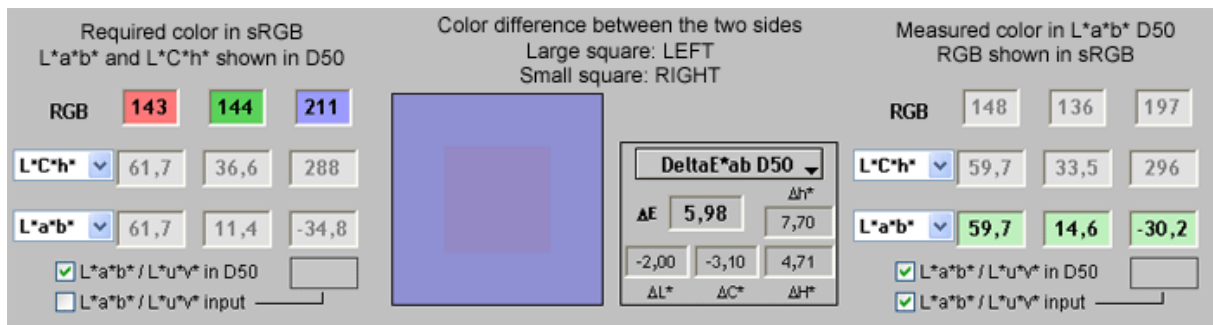 Required color in sRGB
L*a*b* and L*C*h* shown in D50
RGB 143 144 211
L*C*h* 61,7 36,6 288
L*a*b* 61,7 11,4 -34,8
L*a*b* / L*u*v* in D50
L*a*b* / L*u*v* input
Color difference between the two sides
Large square: LEFT
Small square: RIGHT
DeltaE*ab D50
Δh*
ΔE 5,98
7,70
-2,00 -3,10 4,71
ΔL* ΔC* ΔH*
Measured color in L*a*b* D50
RGB shown in sRGB
RGB 148 136 197
L*C*h* 59,7 33,5 296
L*a*b* 59,7 14,6 -30,2
L*a*b* / L*u*v* in D50
L*a*b* / L*u*v* input